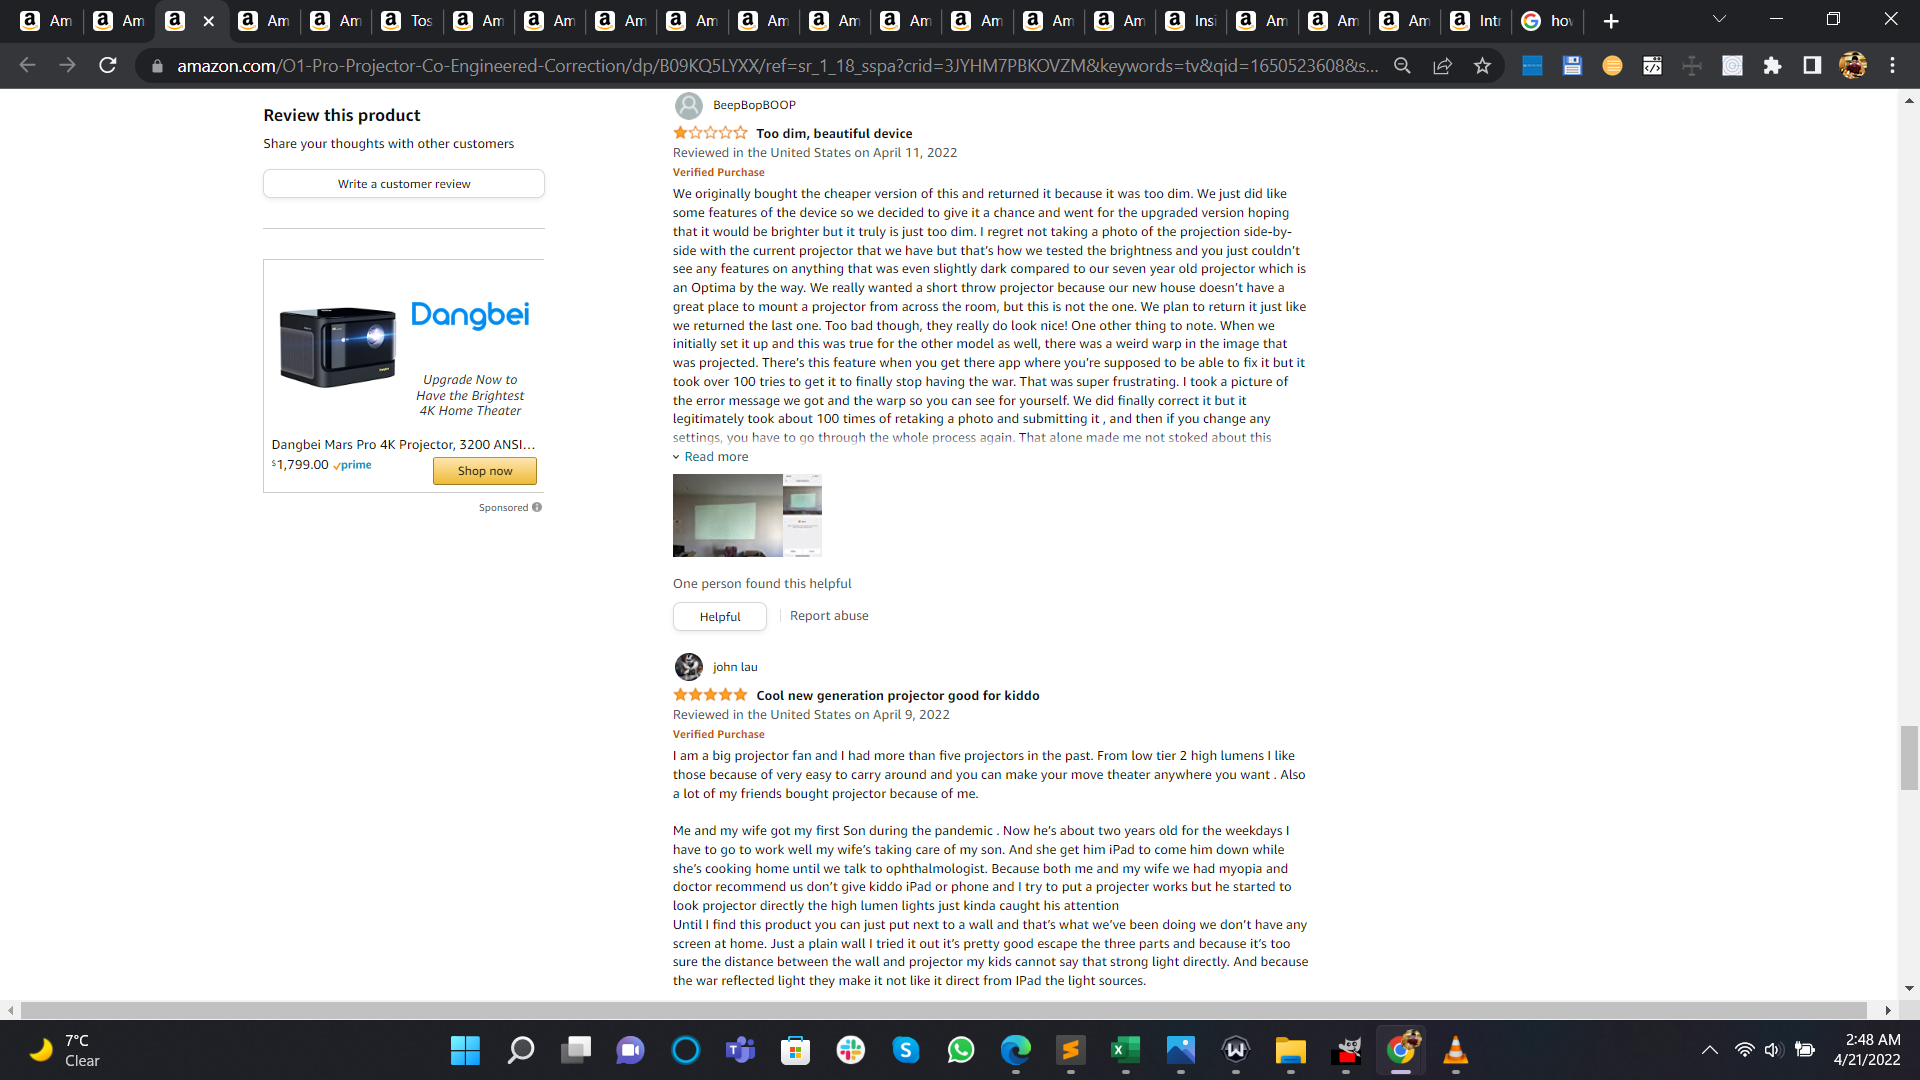 Am
Am
Am
Am
Tos
Am
Am
Am
Am
Am
Am
Am
Am
Am
Am
Insi
Am
Am
Am
Intr
how
amazon.com/O1-Pro-Projector-Co-Engineered-Correction/dp/B09KQ5LYXX/ref=sr_1_18_sspa?crid=3JYHM7PBKOVZM&keywords=tv&qid=1650523608&s...
Review this product
Share your thoughts with other customers
Write a customer review
Dangbei
Upgrade Now to
Have the Brightest
4K Home Theater
Dangbei Mars Pro 4K Projector, 3200 ANSI...
$1,799.00 prime
Shop now
Sponsored
BeepBopBOOP
Too dim, beautiful device
Reviewed in the United States on April 11, 2022
Verified Purchase
We originally bought the cheaper version of this and returned it because it was too dim. We just did like
some features of the device so we decided to give it a chance and went for the upgraded version hoping
that it would be brighter but it truly is just too dim. I regret not taking a photo of the projection side-by-
side with the current projector that we have but that’s how we tested the brightness and you just couldn’t
see any features on anything that was even slightly dark compared to our seven year old projector which is
an Optima by the way. We really wanted a short throw projector because our new house doesn’t have a
great place to mount a projector from across the room, but this is not the one. We plan to return it just like
we returned the last one. Too bad though, they really do look nice! One other thing to note. When we
initially set it up and this was true for the other model as well, there was a weird warp in the image that
was projected. There’s this feature when you get there app where you’re supposed to be able to fix it but it
took over 100 tries to get it to finally stop having the war. That was super frustrating. I took a picture of
the error message we got and the warp so you can see for yourself. We did finally correct it but it
legitimately took about 100 times of retaking a photo and submitting it , and then if you change any
settings, you have to go through the whole process again. That alone made me not stoked about this
Read more
One person found this helpful
Helpful
Report abuse
john lau
Cool new generation projector good for kiddo
Reviewed in the United States on April 9, 2022
Verified Purchase
I am a big projector fan and I had more than five projectors in the past. From low tier 2 high lumens I like
those because of very easy to carry around and you can make your move theater anywhere you want . Also
a lot of my friends bought projector because of me.
Me and my wife got my first Son during the pandemic . Now he’s about two years old for the weekdays I
have to go to work well my wife’s taking care of my son. And she get him iPad to come him down while
she’s cooking home until we talk to ophthalmologist. Because both me and my wife we had myopia and
doctor recommend us don’t give kiddo iPad or phone and I try to put a projecter works but he started to
look projector directly the high lumen lights just kinda caught his attention
Until I find this product you can just put next to a wall and that’s what we’ve been doing we don’t have any
screen at home. Just a plain wall I tried it out it’s pretty good escape the three parts and because it’s too
sure the distance between the wall and projector my kids cannot say that strong light directly. And because
the war reflected light they make it not like it direct from IPad the light sources.
7°C
Clear
2:48 AM
4/21/2022